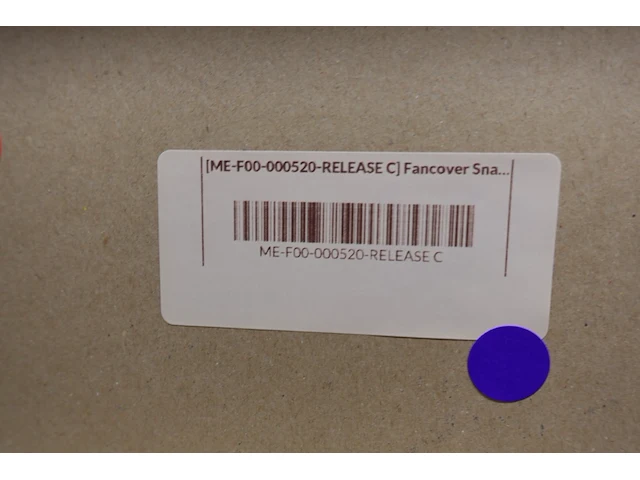 [ME-F00-000520-RELEASE C] Fancover Sna...
ME-F00-000520-RELEASE C